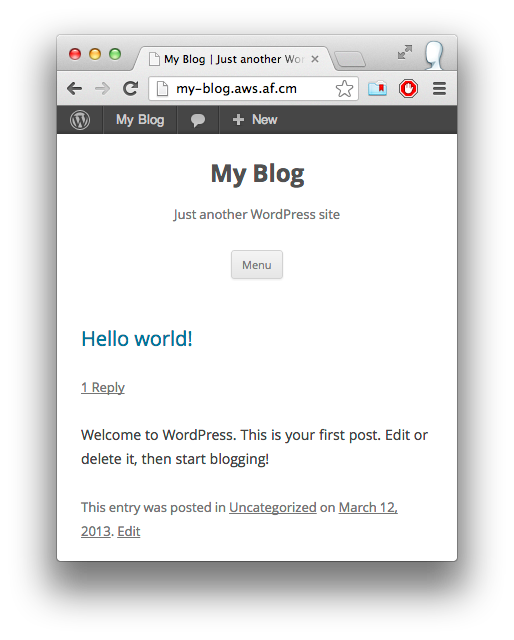 My Blog | Just another Wor
my-blog.aws.af.cm
My Blog
New
My Blog
Just another WordPress site
Menu
Hello world!
1 Reply
Welcome to WordPress. This is your first post. Edit or
delete it, then start blogging!
This entry was posted in Uncategorized on March 12,
2013. Edit